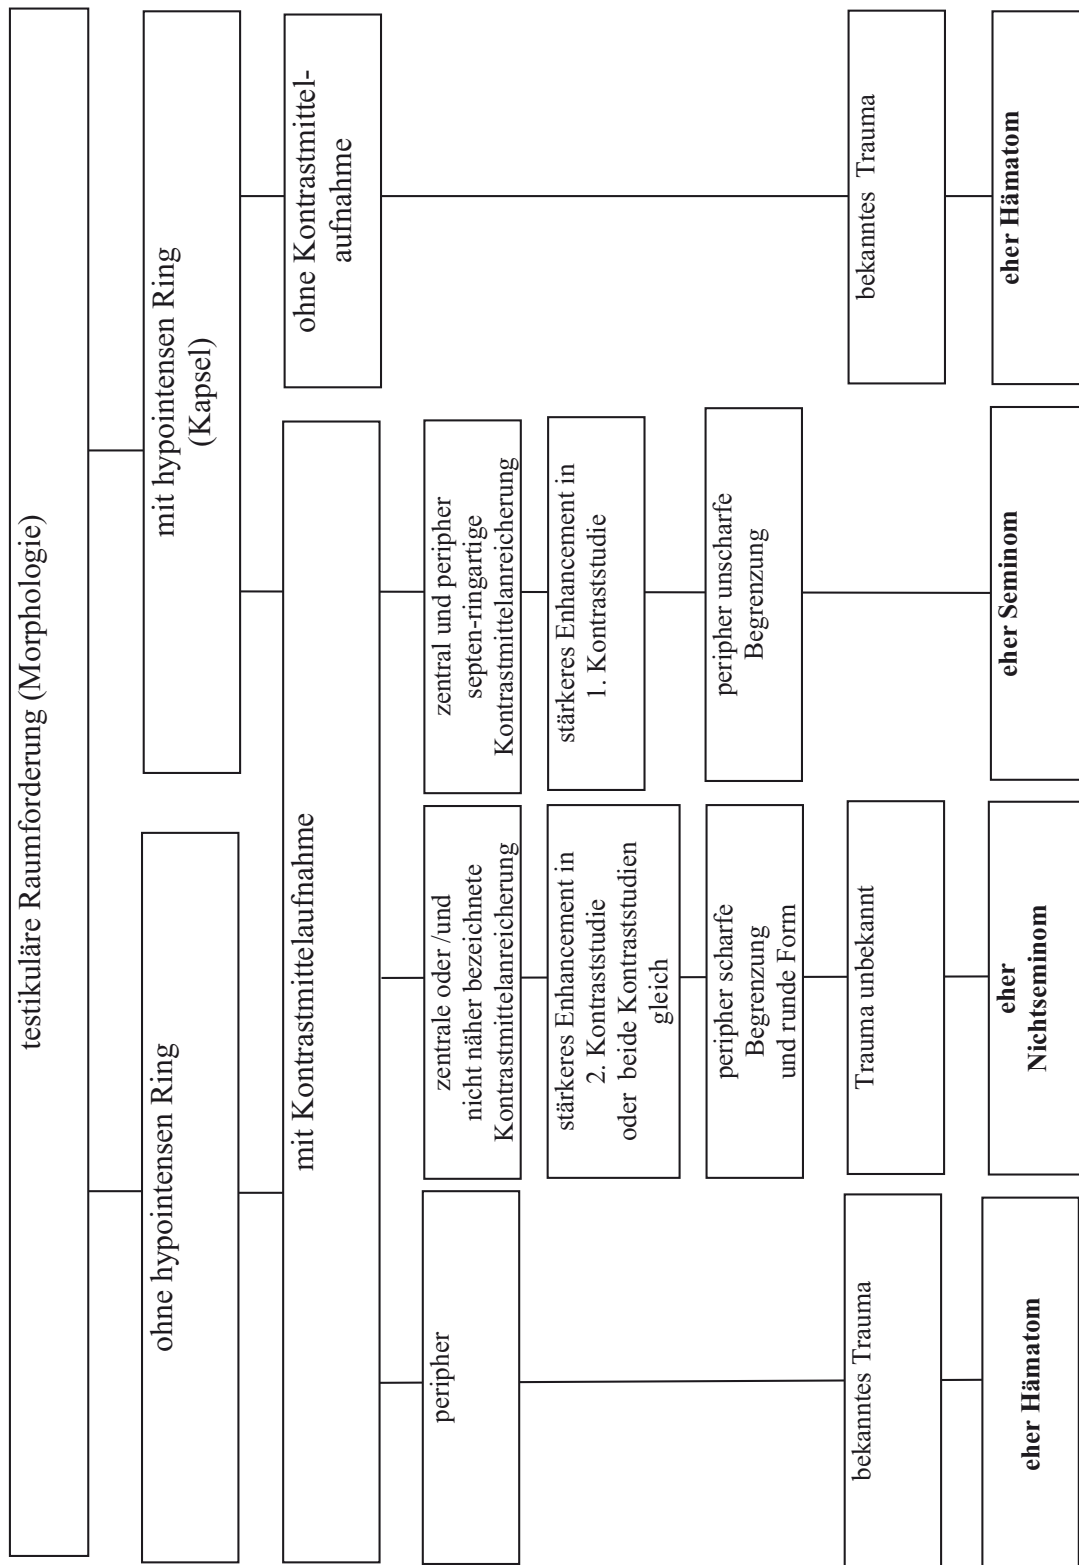 testikuläre Raumforderung (Morphologie)
ohne hypointensen Ring
mit hypointensen Ring
(Kapsel)
mit Kontrastmittelaufnahme
ohne Kontrastmittel-
aufnahme
peripher
zentrale oder /und
nicht näher bezeichnete
Kontrastmittelanreicherung
zentral und peripher
septen-ringartige
Kontrastmittelanreicherung
stärkeres Enhancement in
2. Kontraststudie
oder beide Kontraststudien
gleich
stärkeres Enhancement in
1. Kontraststudie
peripher scharfe
Begrenzung
und runde Form
peripher unscharfe
Begrenzung
bekanntes Trauma
Trauma unbekannt
bekanntes Trauma
eher Hämatom
eher
Nichtseminom
eher Seminom
eher Hämatom